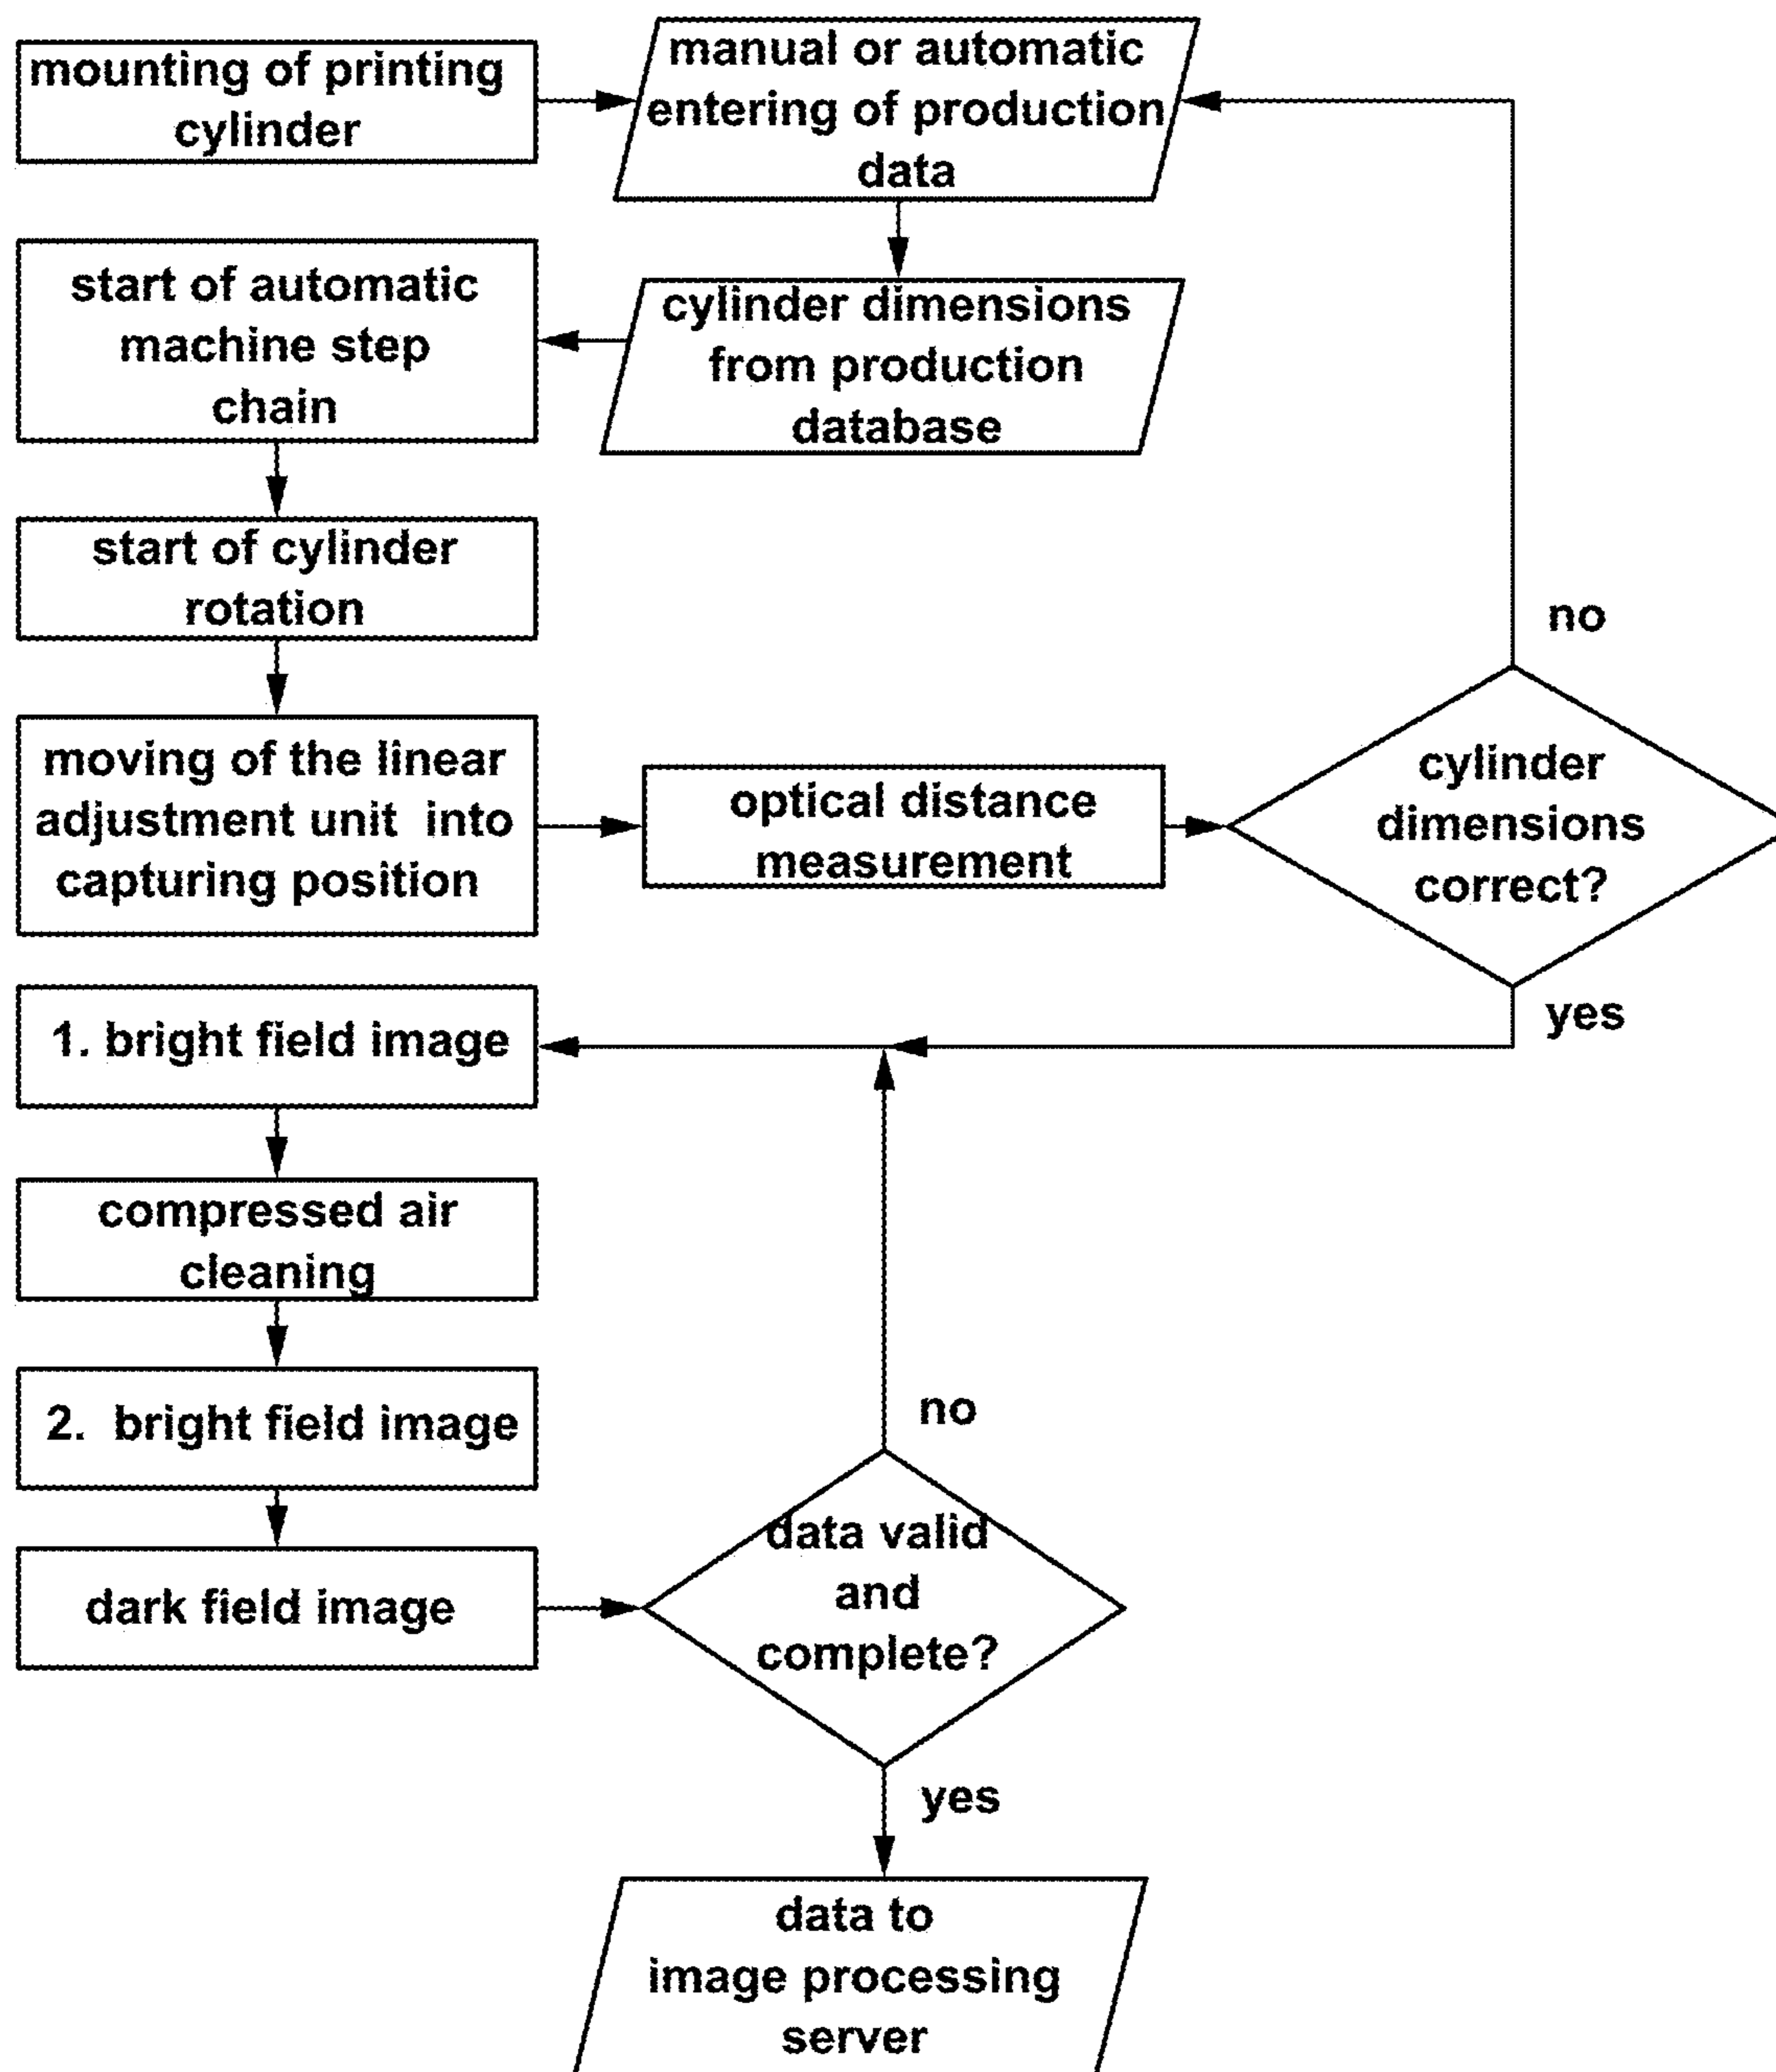 mounting of printing
cylinder
manual or automatic
entering of production
data
start of automatic
machine step
chain
cylinder dimensions
from production
database
start of cylinder
rotation
no
moving of the linear
adjustment unit into
capturing position
optical distance
measurement
cylinder
dimensions
correct?
yes
1. bright field image
compressed air
cleaning
2. bright field image
no
dark field image
data valid
and
complete?
yes
data to
image processing
server